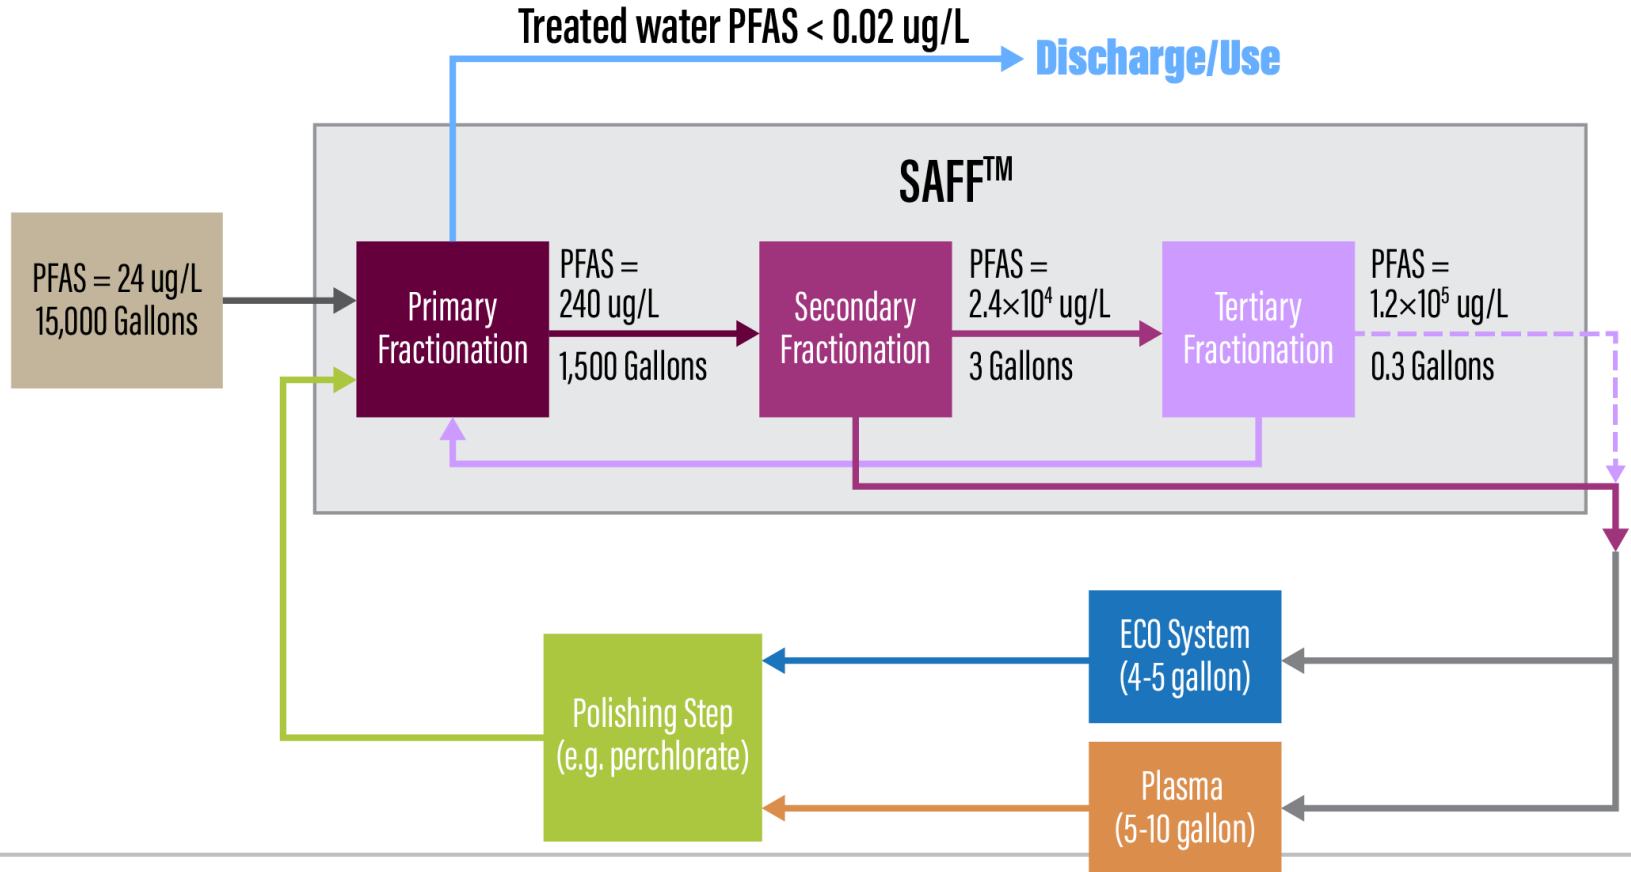 Treated water PFAS < 0.02 ug/L
Discharge/Use
SAFF™
PFAS = 24 ug/L
15,000 Gallons
Primary
Fractionation
PFAS =
240 ug/L
1,500 Gallons
Secondary
Fractionation
PFAS =
2.4×10⁴ ug/L
3 Gallons
Tertiary
Fractionation
PFAS =
1.2×10⁵ ug/L
0.3 Gallons
ECO System
(4-5 gallon)
Polishing Step
(e.g. perchlorate)
Plasma
(5-10 gallon)